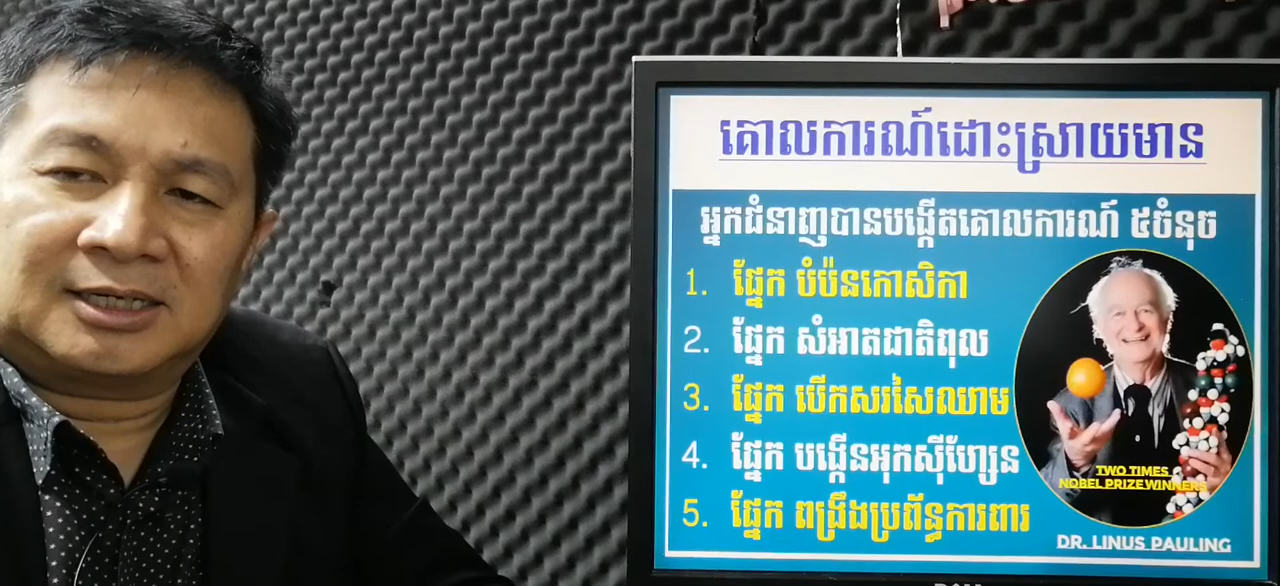 គោលការណ៍ដោះស្រាយមាន
អ្នកជំនាញបានបង្កើតគោលការណ៍ ៥ចំនុច
1. ផ្នែក បំប៉នកោសិកា
2. ផ្នែក សំអាតជាតិពុល
3. ផ្នែក បើកសរសៃឈាម
4. ផ្នែក បង្កើនអុកស៊ីហ្សែន
5. ផ្នែក ពង្រឹងប្រព័ន្ធការពារ
TWO TIMES
NOBEL PRIZE WINNERS
DR. LINUS PAULING